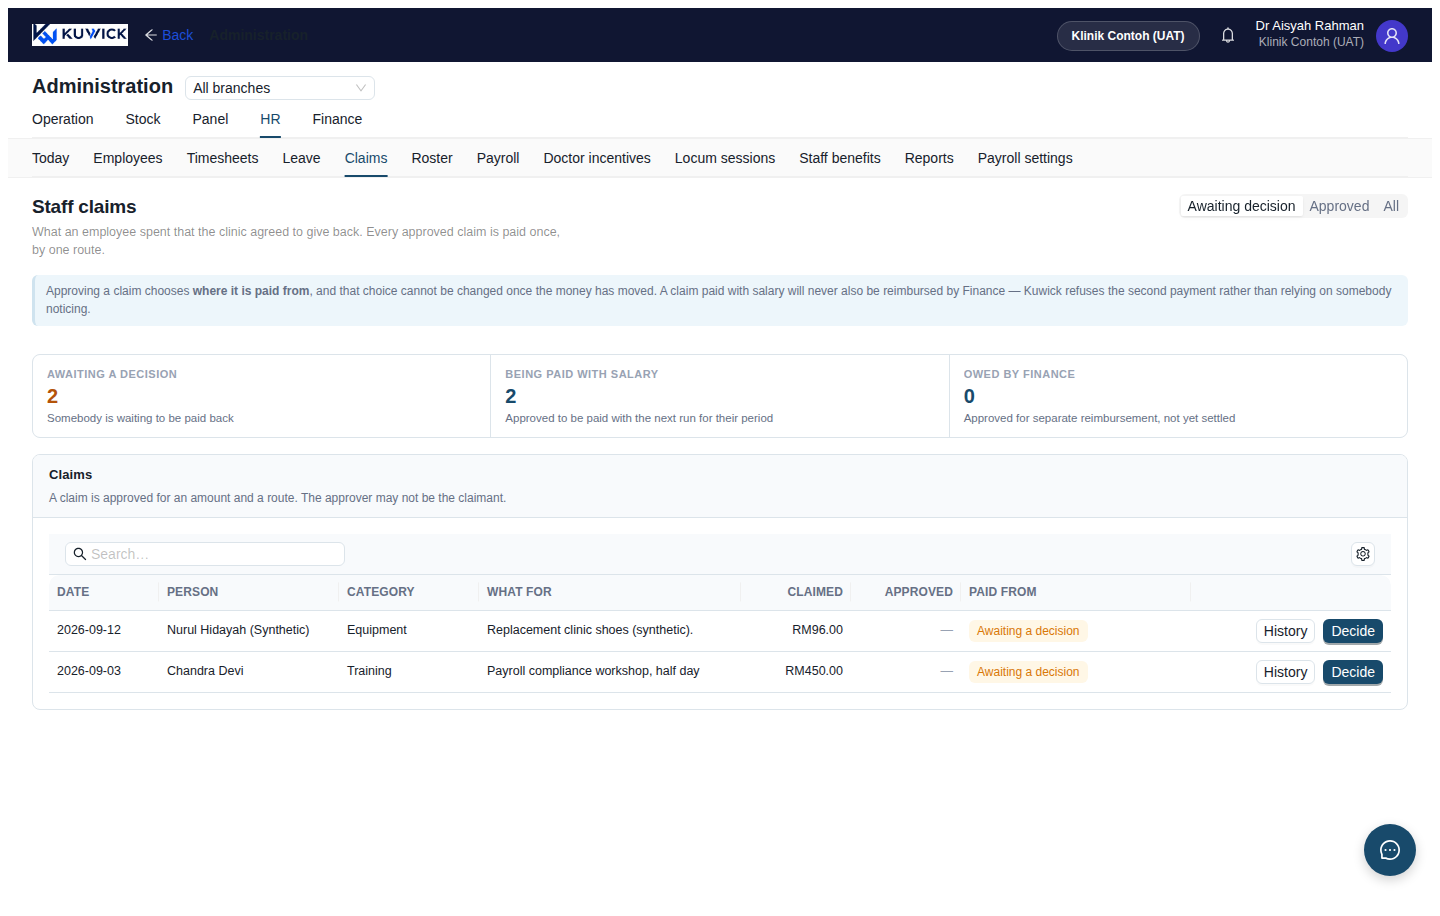 KUWICK
Back
Administration
Klinik Contoh (UAT)
Dr Aisyah Rahman
Klinik Contoh (UAT)
Administration
All branches
Operation
Stock
Panel
HR
Finance
Today
Employees
Timesheets
Leave
Claims
Roster
Payroll
Doctor incentives
Locum sessions
Staff benefits
Reports
Payroll settings
Staff claims
Awaiting decision
Approved
All
What an employee spent that the clinic agreed to give back. Every approved claim is paid once,
by one route.
Approving a claim chooses where it is paid from, and that choice cannot be changed once the money has moved. A claim paid with salary will never also be reimbursed by Finance — Kuwick refuses the second payment rather than relying on somebody
noticing.
AWAITING A DECISION
2
Somebody is waiting to be paid back
BEING PAID WITH SALARY
2
Approved to be paid with the next run for their period
OWED BY FINANCE
0
Approved for separate reimbursement, not yet settled
Claims
A claim is approved for an amount and a route. The approver may not be the claimant.
Search…
DATE PERSON CATEGORY WHAT FOR CLAIMED APPROVED PAID FROM
2026-09-12 Nurul Hidayah (Synthetic) Equipment Replacement clinic shoes (synthetic). RM96.00 — Awaiting a decision History Decide
2026-09-03 Chandra Devi Training Payroll compliance workshop, half day RM450.00 — Awaiting a decision History Decide